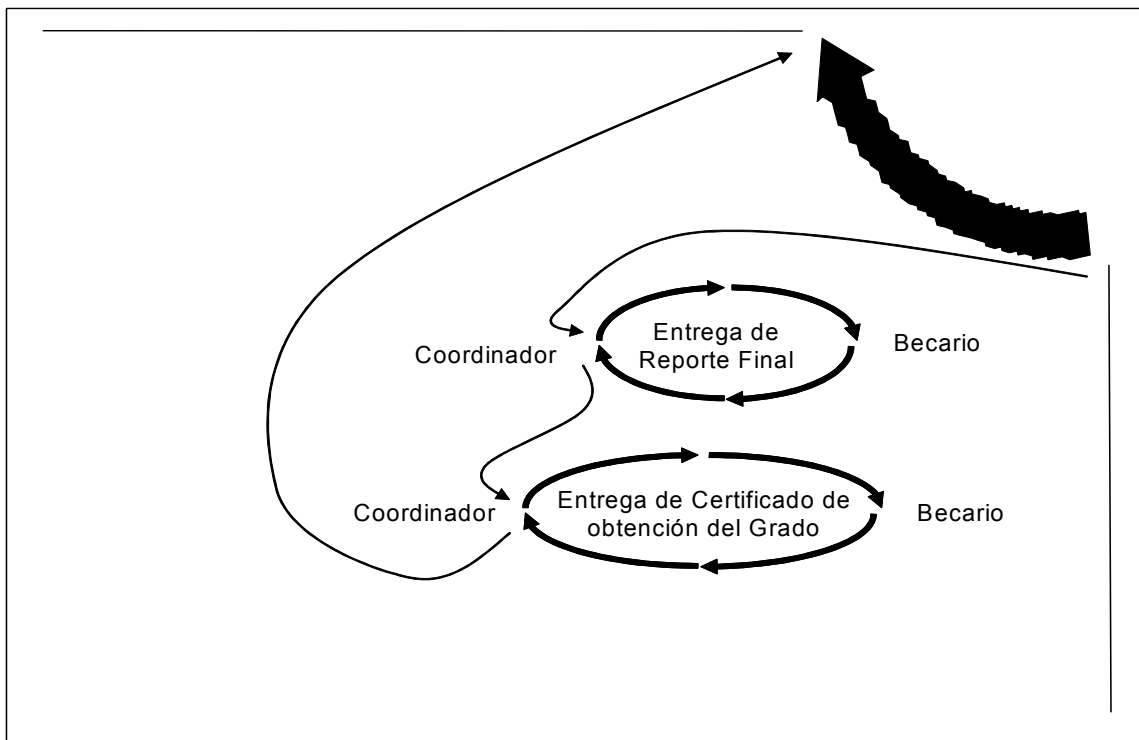 Coordinador
Entrega de
Reporte Final
Becario
Coordinador
Entrega de Certificado de
obtención del Grado
Becario